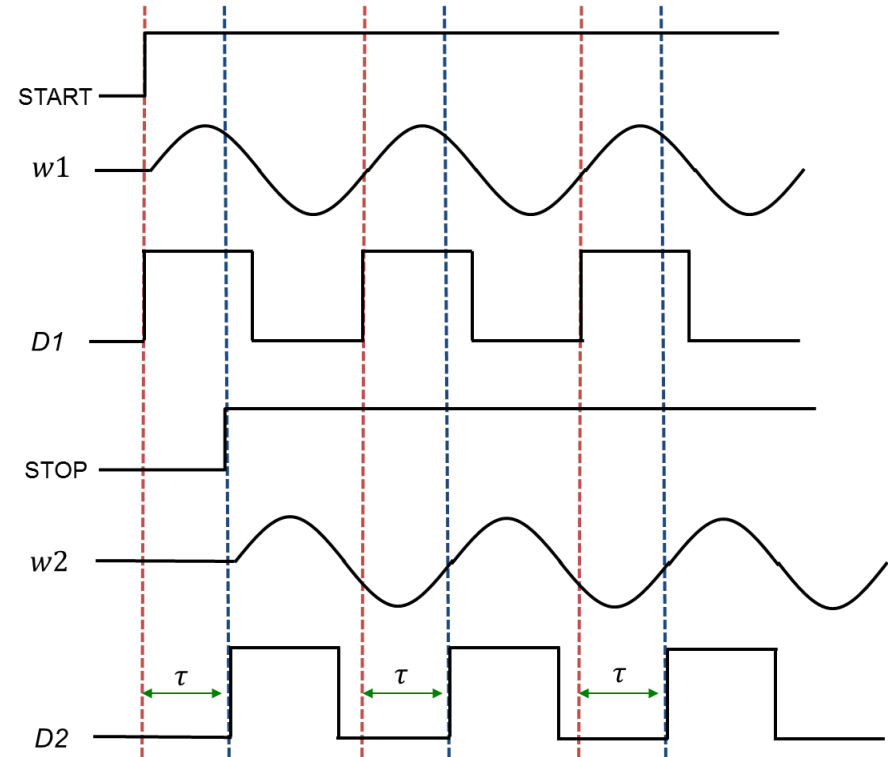 START
w1
D1
STOP
w2
τ τ τ
D2